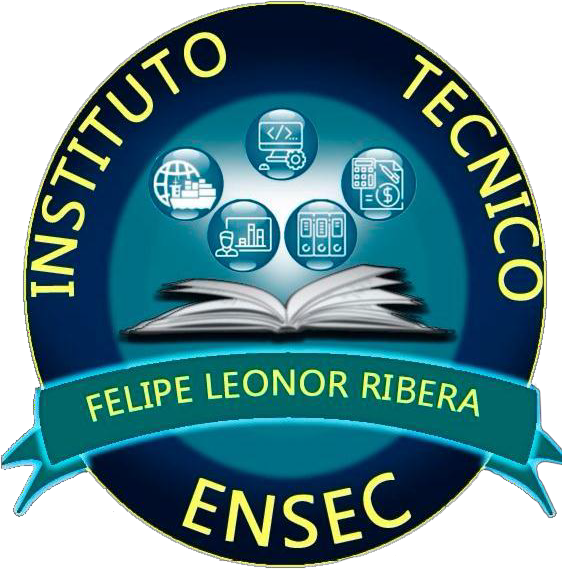 INSTITUTO TECNICO
</>
$
FELIPE LEONOR RIBERA
ENSEC